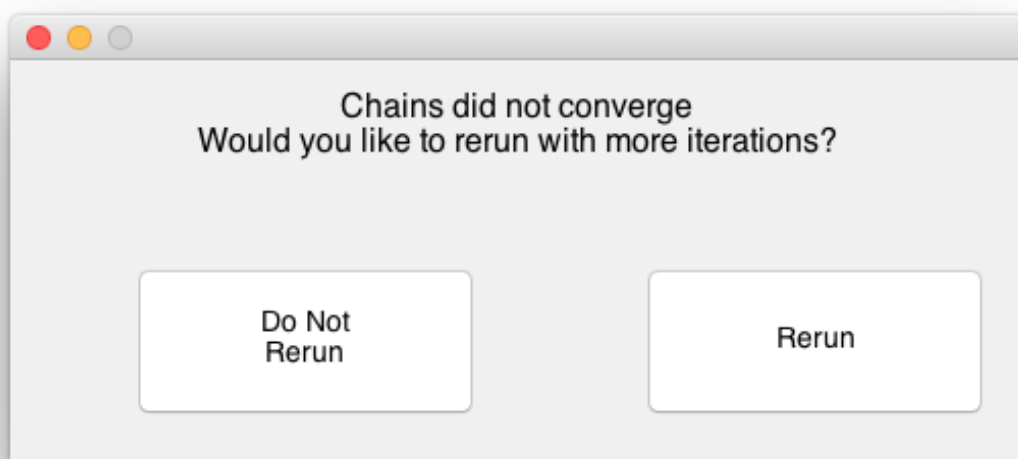 Chains did not converge
Would you like to rerun with more iterations?
Do Not
Rerun
Rerun